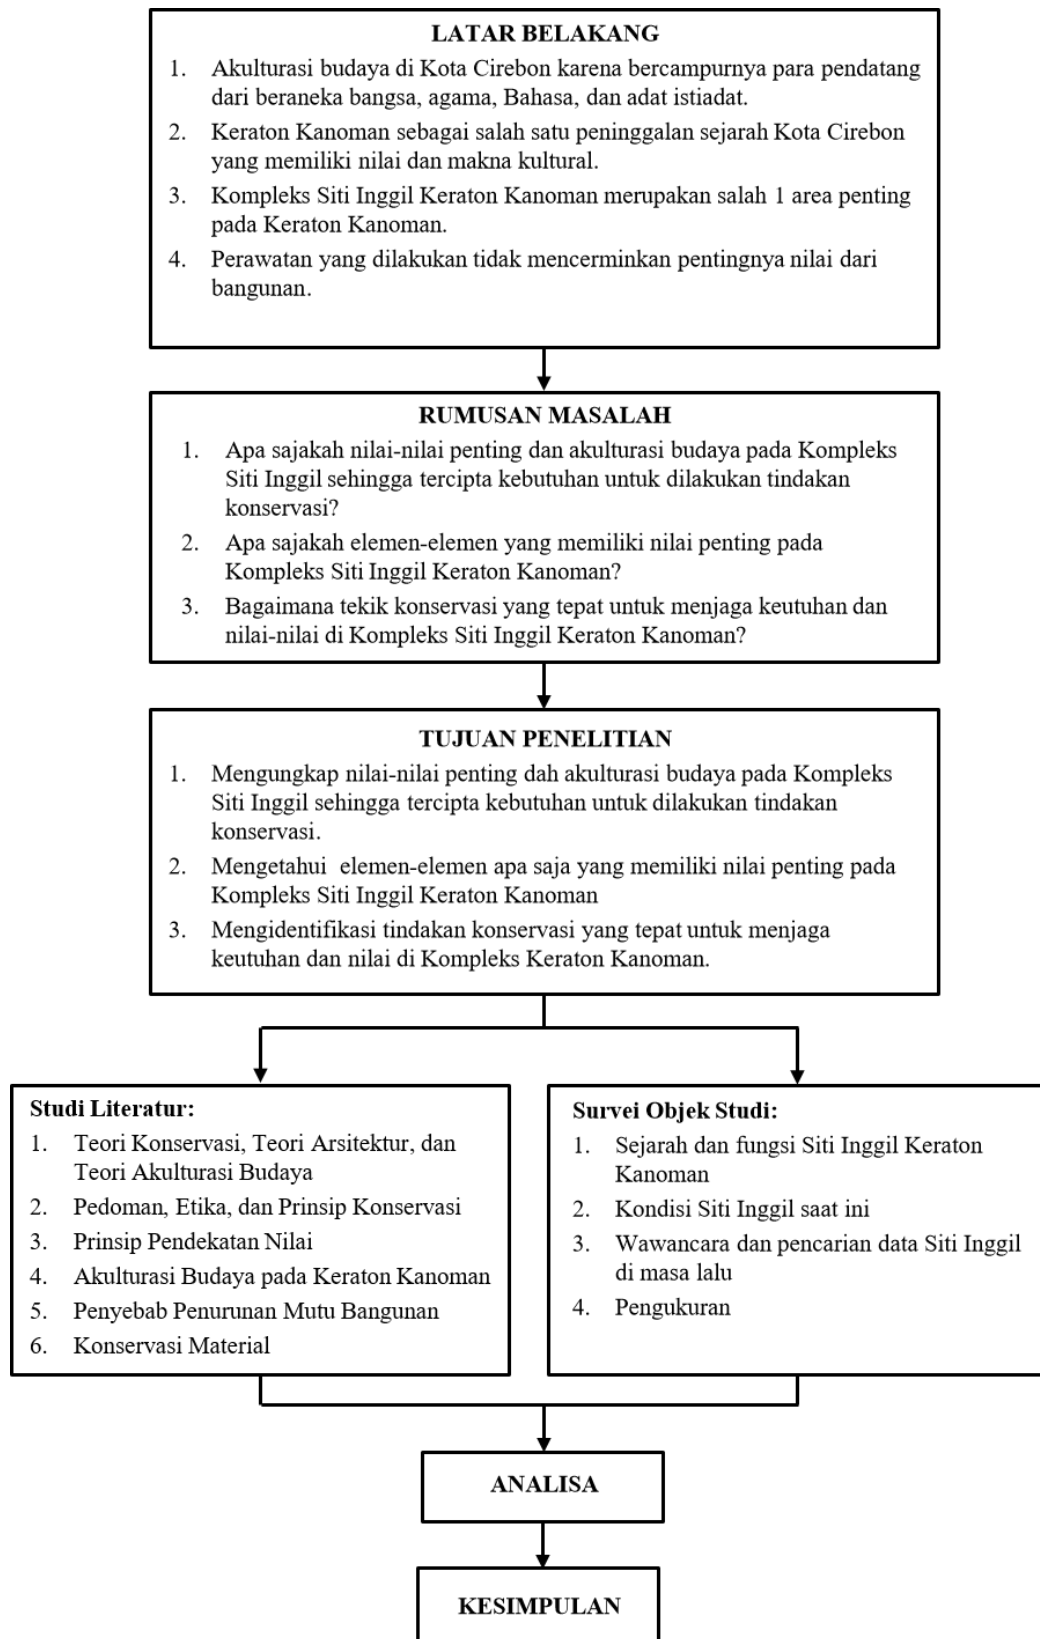 LATAR BELAKANG
1. Akulturasi budaya di Kota Cirebon karena bercampurnya para pendatang
dari beraneka bangsa, agama, Bahasa, dan adat istiadat.
2. Keraton Kanoman sebagai salah satu peninggalan sejarah Kota Cirebon
yang memiliki nilai dan makna kultural.
3. Kompleks Siti Inggil Keraton Kanoman merupakan salah 1 area penting
pada Keraton Kanoman.
4. Perawatan yang dilakukan tidak mencerminkan pentingnya nilai dari
bangunan.
RUMUSAN MASALAH
1. Apa sajakah nilai-nilai penting dan akulturasi budaya pada Kompleks
Siti Inggil sehingga tercipta kebutuhan untuk dilakukan tindakan
konservasi?
2. Apa sajakah elemen-elemen yang memiliki nilai penting pada
Kompleks Siti Inggil Keraton Kanoman?
3. Bagaimana tekik konservasi yang tepat untuk menjaga keutuhan dan
nilai-nilai di Kompleks Siti Inggil Keraton Kanoman?
TUJUAN PENELITIAN
1. Mengungkap nilai-nilai penting dah akulturasi budaya pada Kompleks
Siti Inggil sehingga tercipta kebutuhan untuk dilakukan tindakan
konservasi.
2. Mengetahui elemen-elemen apa saja yang memiliki nilai penting pada
Kompleks Siti Inggil Keraton Kanoman
3. Mengidentifikasi tindakan konservasi yang tepat untuk menjaga
keutuhan dan nilai di Kompleks Keraton Kanoman.
Studi Literatur:
1. Teori Konservasi, Teori Arsitektur, dan
Teori Akulturasi Budaya
2. Pedoman, Etika, dan Prinsip Konservasi
3. Prinsip Pendekatan Nilai
4. Akulturasi Budaya pada Keraton Kanoman
5. Penyebab Penurunan Mutu Bangunan
6. Konservasi Material
Survei Objek Studi:
1. Sejarah dan fungsi Siti Inggil Keraton
Kanoman
2. Kondisi Siti Inggil saat ini
3. Wawancara dan pencarian data Siti Inggil
di masa lalu
4. Pengukuran
ANALISA
KESIMPULAN